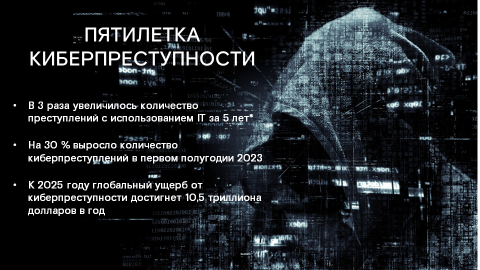 ПЯТИЛЕТКА
КИБЕРПРЕСТУПНОСТИ
• В 3 раза увеличилось количество
преступлений с использованием IT за 5 лет*
• На 30 % выросло количество
киберпреступлений в первом полугодии 2023
• К 2025 году глобальный ущерб от
киберпреступности достигнет 10,5 триллиона
долларов в год